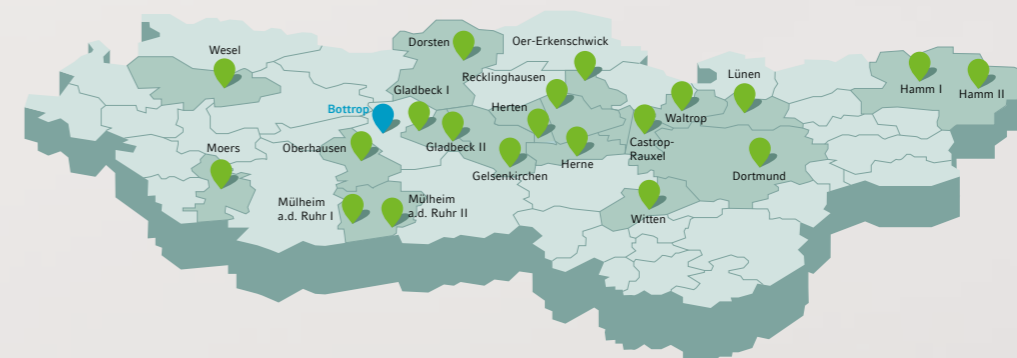 Dorsten
Oer-Erkenschwick
Wesel
Recklinghausen
Lünen
Gladbeck I
Hamm I
Hamm II
Bottrop
Herten
Waltrop
Moers
Oberhausen
Gladbeck II
Castrop-
Rauxel
Herne
Gelsenkirchen
Dortmund
Mülheim
a.d. Ruhr I
Mülheim
a.d. Ruhr II
Witten